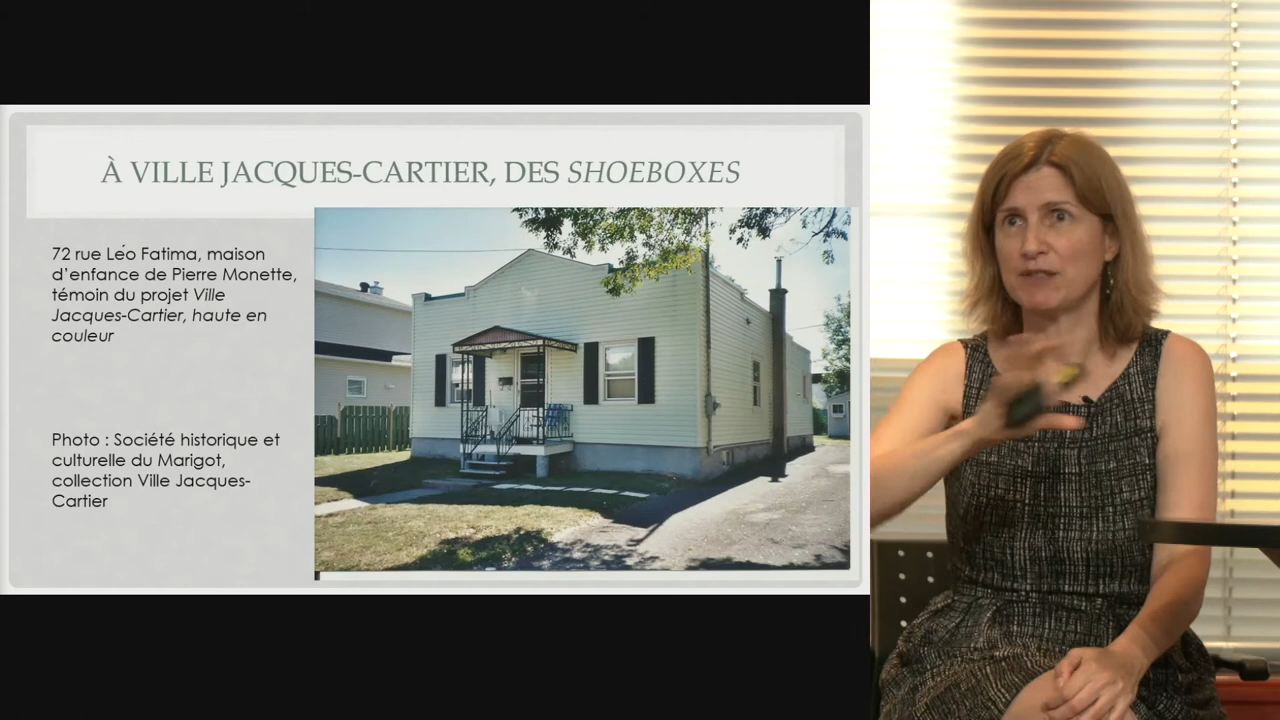 À VILLE JACQUES-CARTIER, DES SHOEBOXES
72 rue Léo Fatima, maison
d'enfance de Pierre Monette,
témoin du projet Ville
Jacques-Cartier, haute en
couleur
Photo : Société historique et
culturelle du Marigot,
collection Ville Jacques-
Cartier